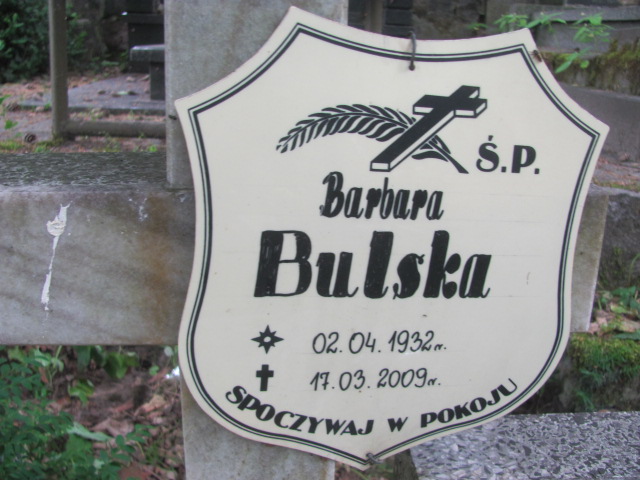 Ś.P.
Barbara
Bulska
02.04.1932r.
17.03.2009r.
SPOCZYWAJ W POKOJU